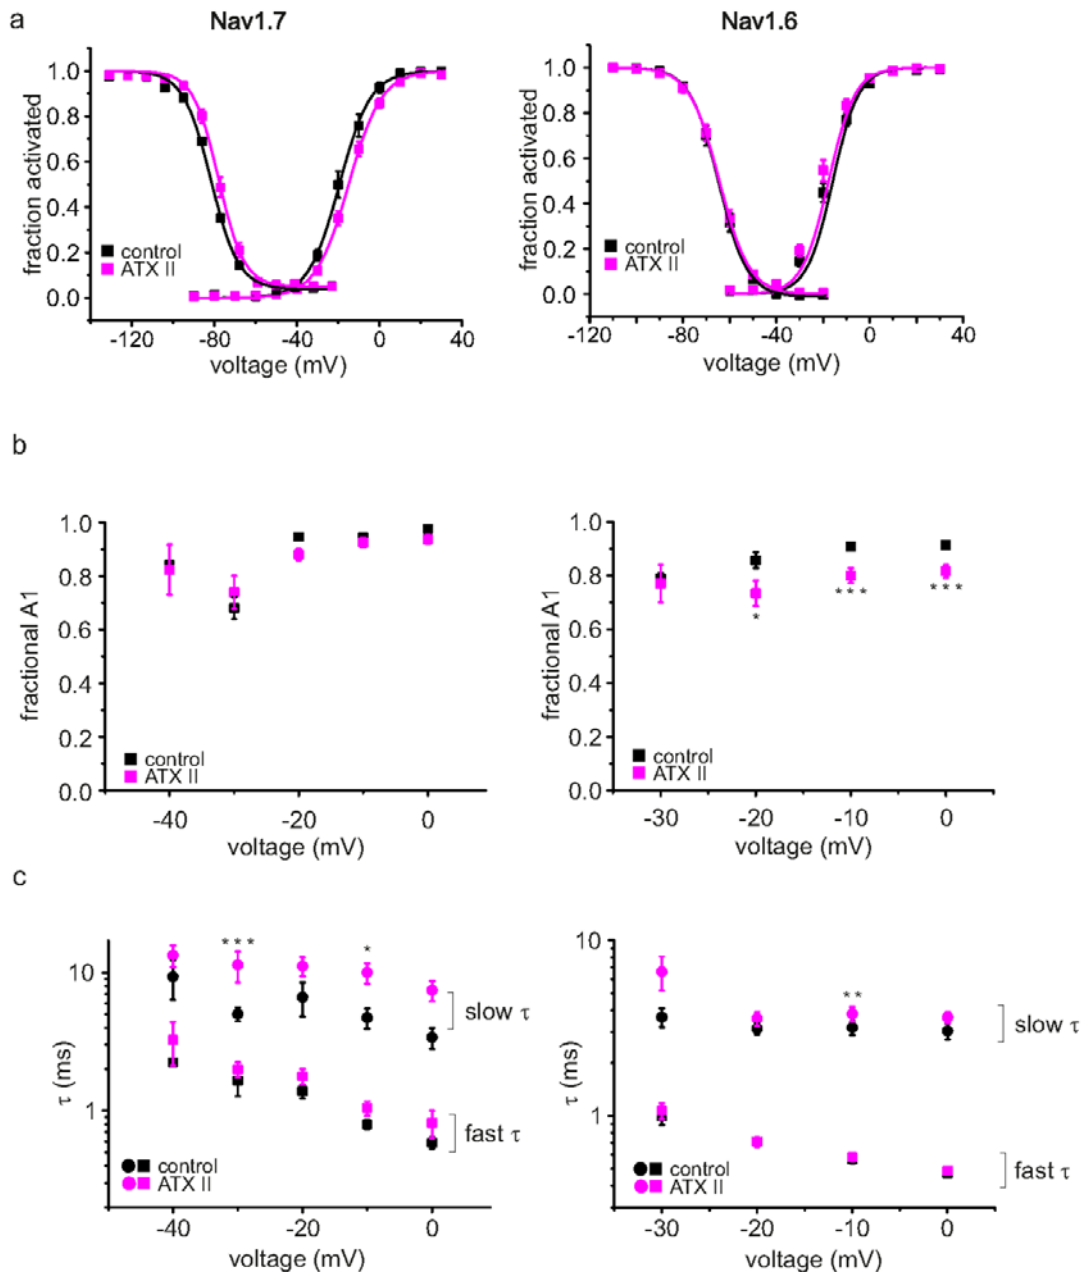 a
Nav1.7
Nav1.6
fraction activated
1.0
0.8
0.6
0.4
0.2
0.0
control
ATX II
-120 -80 -40 0 40
voltage (mV)
fraction activated
1.0
0.8
0.6
0.4
0.2
0.0
control
ATX II
-120 -80 -40 0 40
voltage (mV)
b
fractional A1
1.0
0.8
0.6
0.4
0.2
0.0
control
ATX II
-40 -20 0
voltage (mV)
fractional A1
1.0
0.8
0.6
0.4
0.2
0.0
*
***
***
control
ATX II
-30 -20 -10 0
voltage (mV)
c
τ (ms)
10
1
***
*
slow τ
fast τ
control
ATX II
-40 -30 -20 -10 0
voltage (mV)
τ (ms)
10
1
**
slow τ
fast τ
control
ATX II
-30 -20 -10 0
voltage (mV)